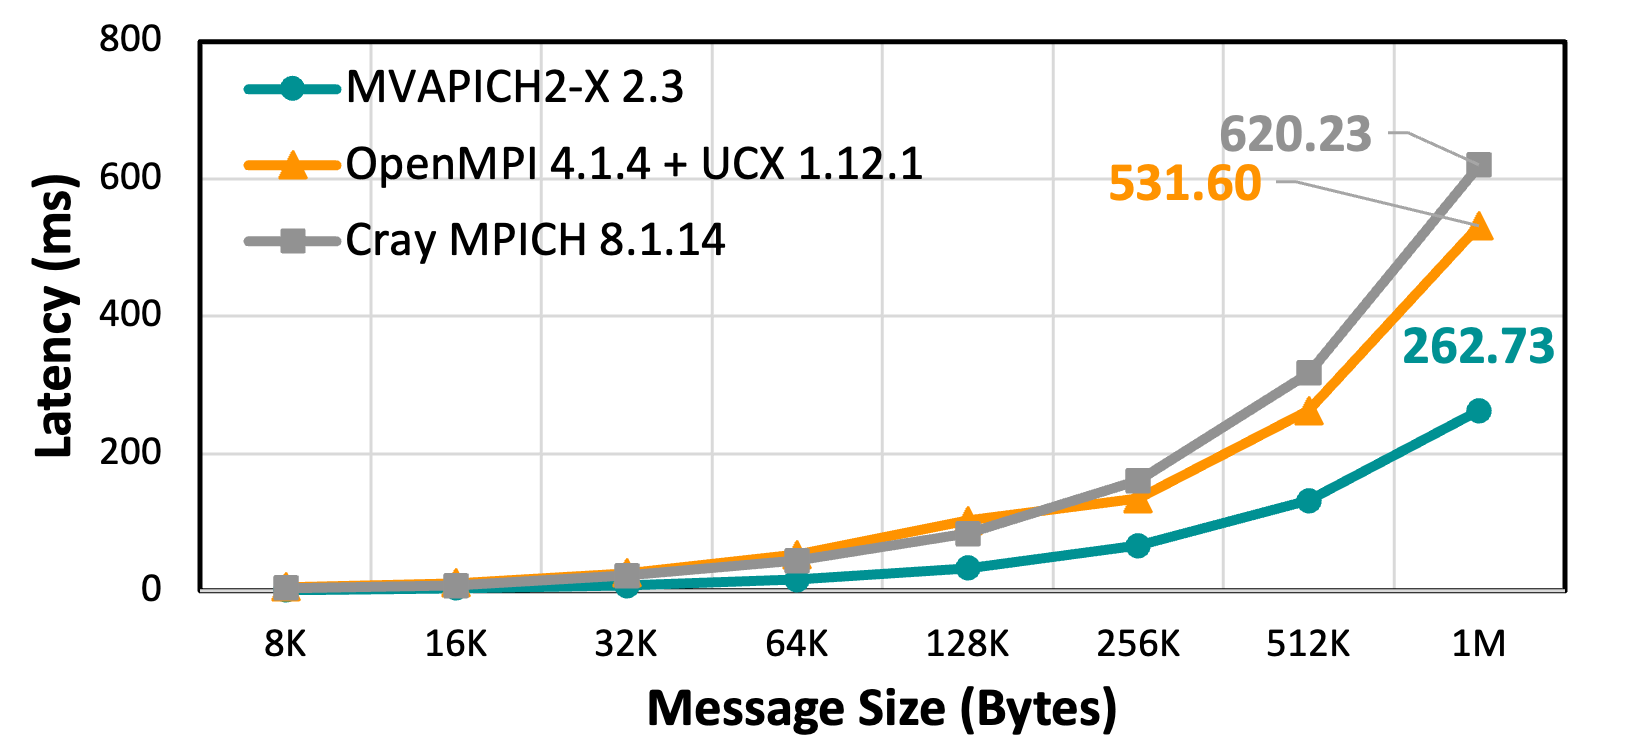 800
600
400
200
0
Latency (ms)
MVAPICH2-X 2.3
OpenMPI 4.1.4 + UCX 1.12.1
Cray MPICH 8.1.14
620.23
531.60
262.73
8K 16K 32K 64K 128K 256K 512K 1M
Message Size (Bytes)